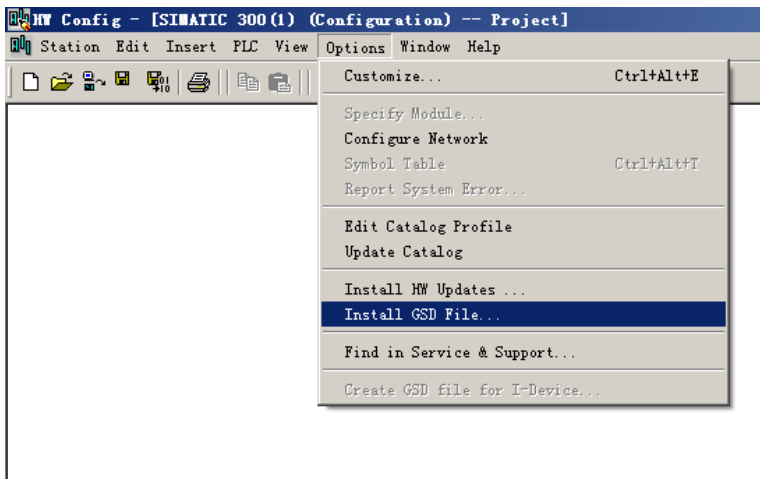 HW Config - [SIMATIC 300(1) (Configuration) -- Project]
Station Edit Insert PLC View Options Window Help
Customize... Ctrl+Alt+E
Specify Module...
Configure Network
Symbol Table Ctrl+Alt+T
Report System Error...
Edit Catalog Profile
Update Catalog
Install HW Updates ...
Install GSD File...
Find in Service & Support...
Create GSD file for I-Device...